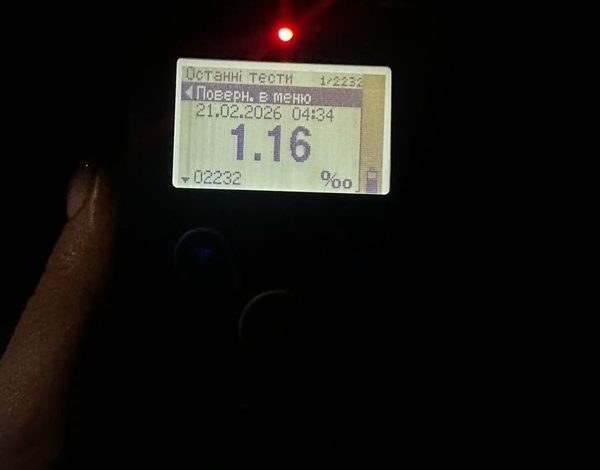 Останні тести 1/2232
Поверн. в меню
21.02.2026 04:34
1.16
02232 ‰